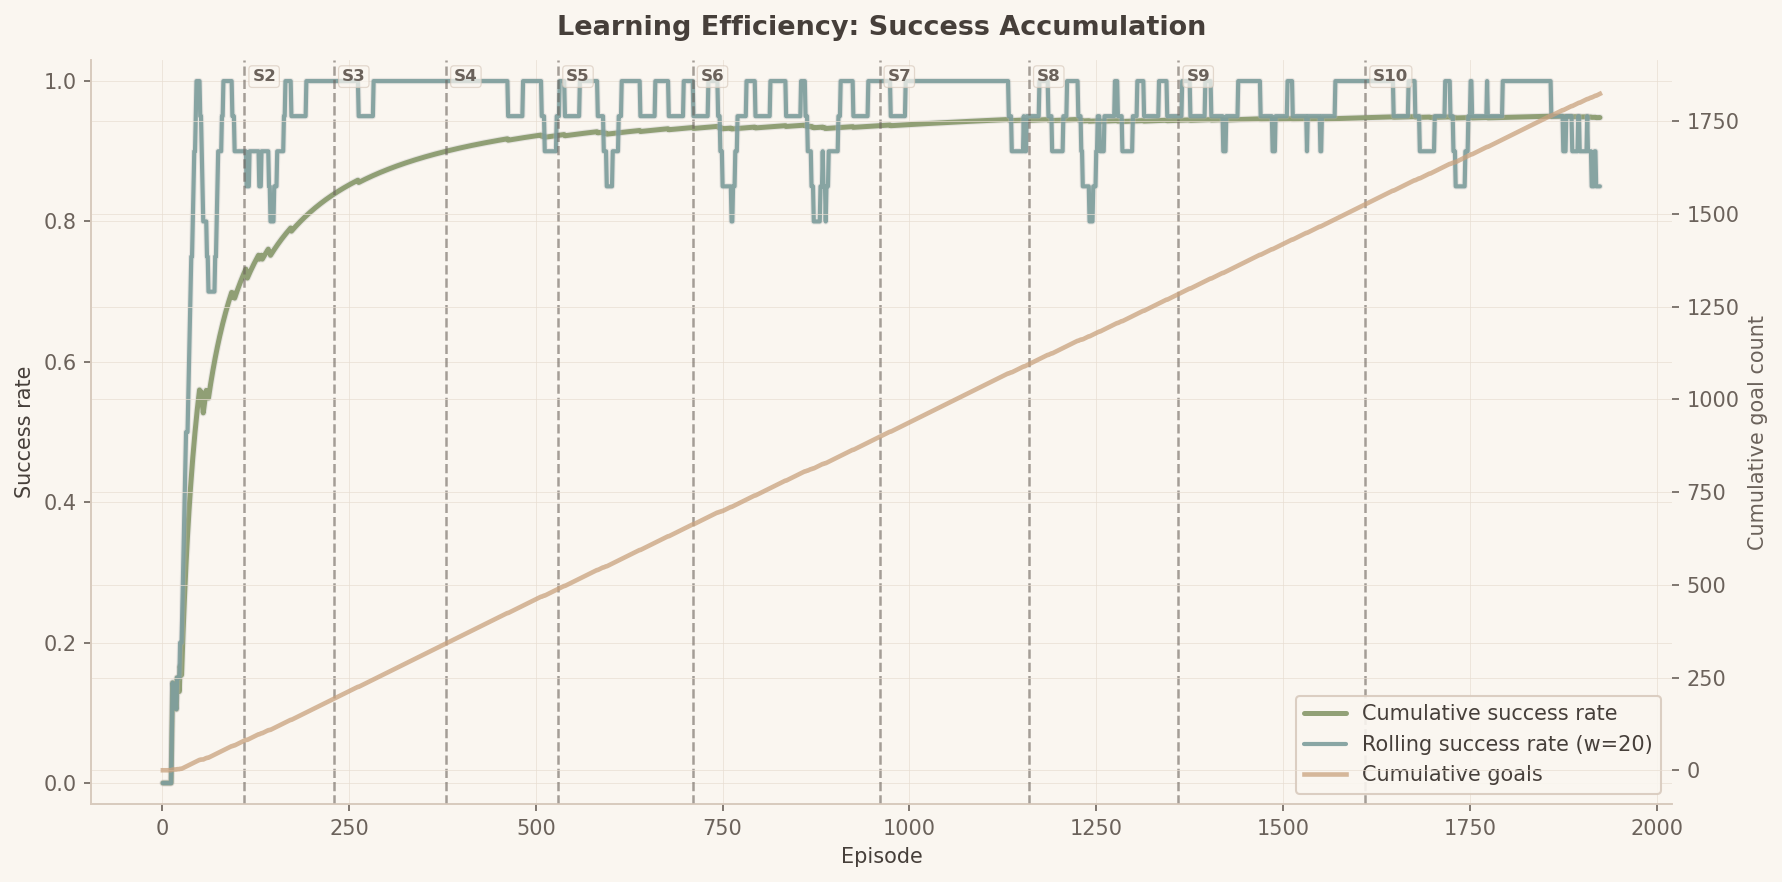 Learning Efficiency: Success Accumulation
S2 S3 S4 S5 S6 S7 S8 S9 S10
1.0
0.8
0.6
0.4
0.2
0.0
Success rate
1750
1500
1250
1000
750
500
250
0
Cumulative goal count
Cumulative success rate
Rolling success rate (w=20)
Cumulative goals
0 250 500 750 1000 1250 1500 1750 2000
Episode